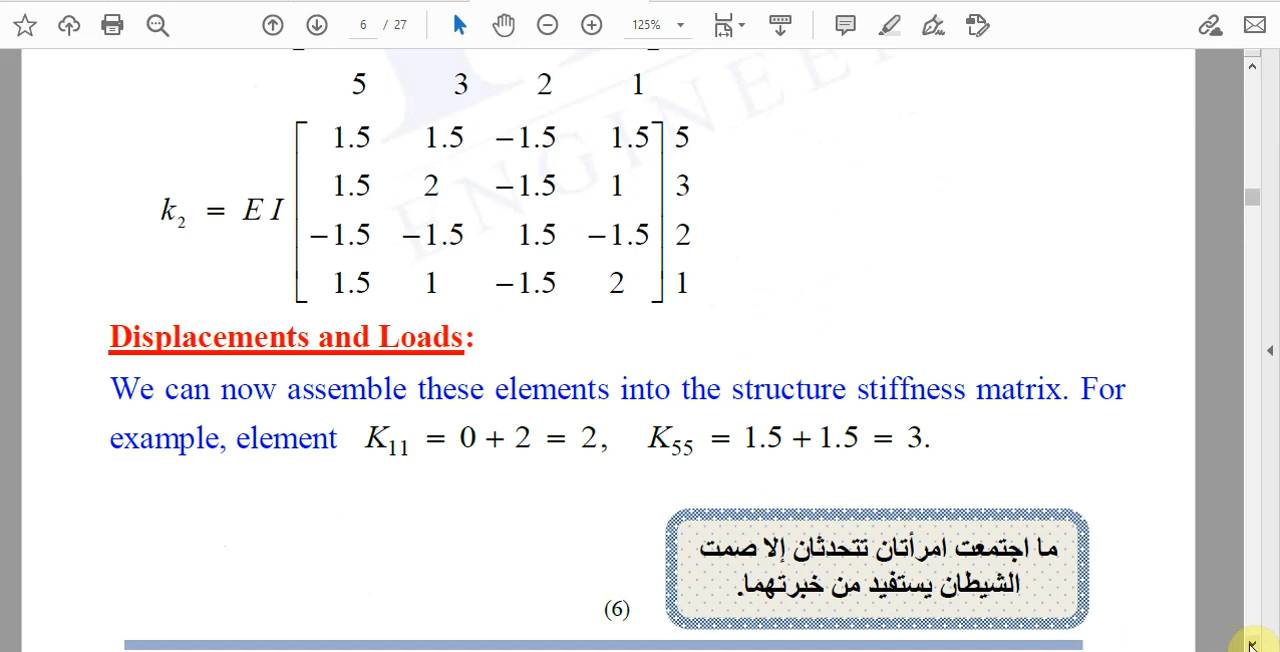 6 / 27
125%
5 3 2 1
1.5 1.5 −1.5 1.5 5
1.5 2 −1.5 1 3
k2 = E I
−1.5 −1.5 1.5 −1.5 2
1.5 1 −1.5 2 1
Displacements and Loads:
We can now assemble these elements into the structure stiffness matrix. For
example, element K11 = 0 + 2 = 2, K55 = 1.5 + 1.5 = 3.
ما اجتمعت امرأتان تتحدثان إلا صمت
الشيطان يستفيد من خبرتهما.
(6)